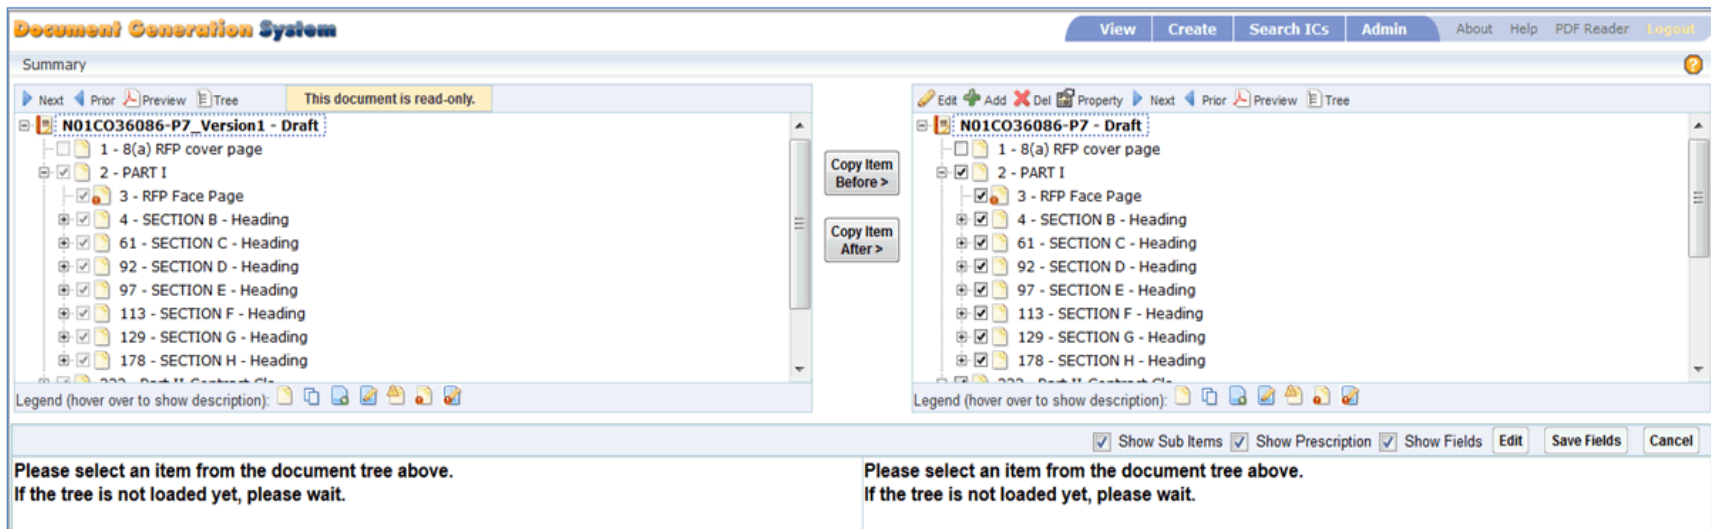 Document Generation System
View Create Search ICs Admin About Help PDF Reader Logout
Summary
Next Prior Preview Tree This document is read-only.
N01CO36086-P7_Version1 - Draft
1 - 8(a) RFP cover page
2 - PART I
3 - RFP Face Page
4 - SECTION B - Heading
61 - SECTION C - Heading
92 - SECTION D - Heading
97 - SECTION E - Heading
113 - SECTION F - Heading
129 - SECTION G - Heading
178 - SECTION H - Heading
Legend (hover over to show description):
Copy Item
Before >
Copy Item
After >
Edit Add Del Property Next Prior Preview Tree
N01CO36086-P7 - Draft
1 - 8(a) RFP cover page
2 - PART I
3 - RFP Face Page
4 - SECTION B - Heading
61 - SECTION C - Heading
92 - SECTION D - Heading
97 - SECTION E - Heading
113 - SECTION F - Heading
129 - SECTION G - Heading
178 - SECTION H - Heading
Legend (hover over to show description):
Show Sub Items Show Prescription Show Fields Edit Save Fields Cancel
Please select an item from the document tree above.
If the tree is not loaded yet, please wait.
Please select an item from the document tree above.
If the tree is not loaded yet, please wait.